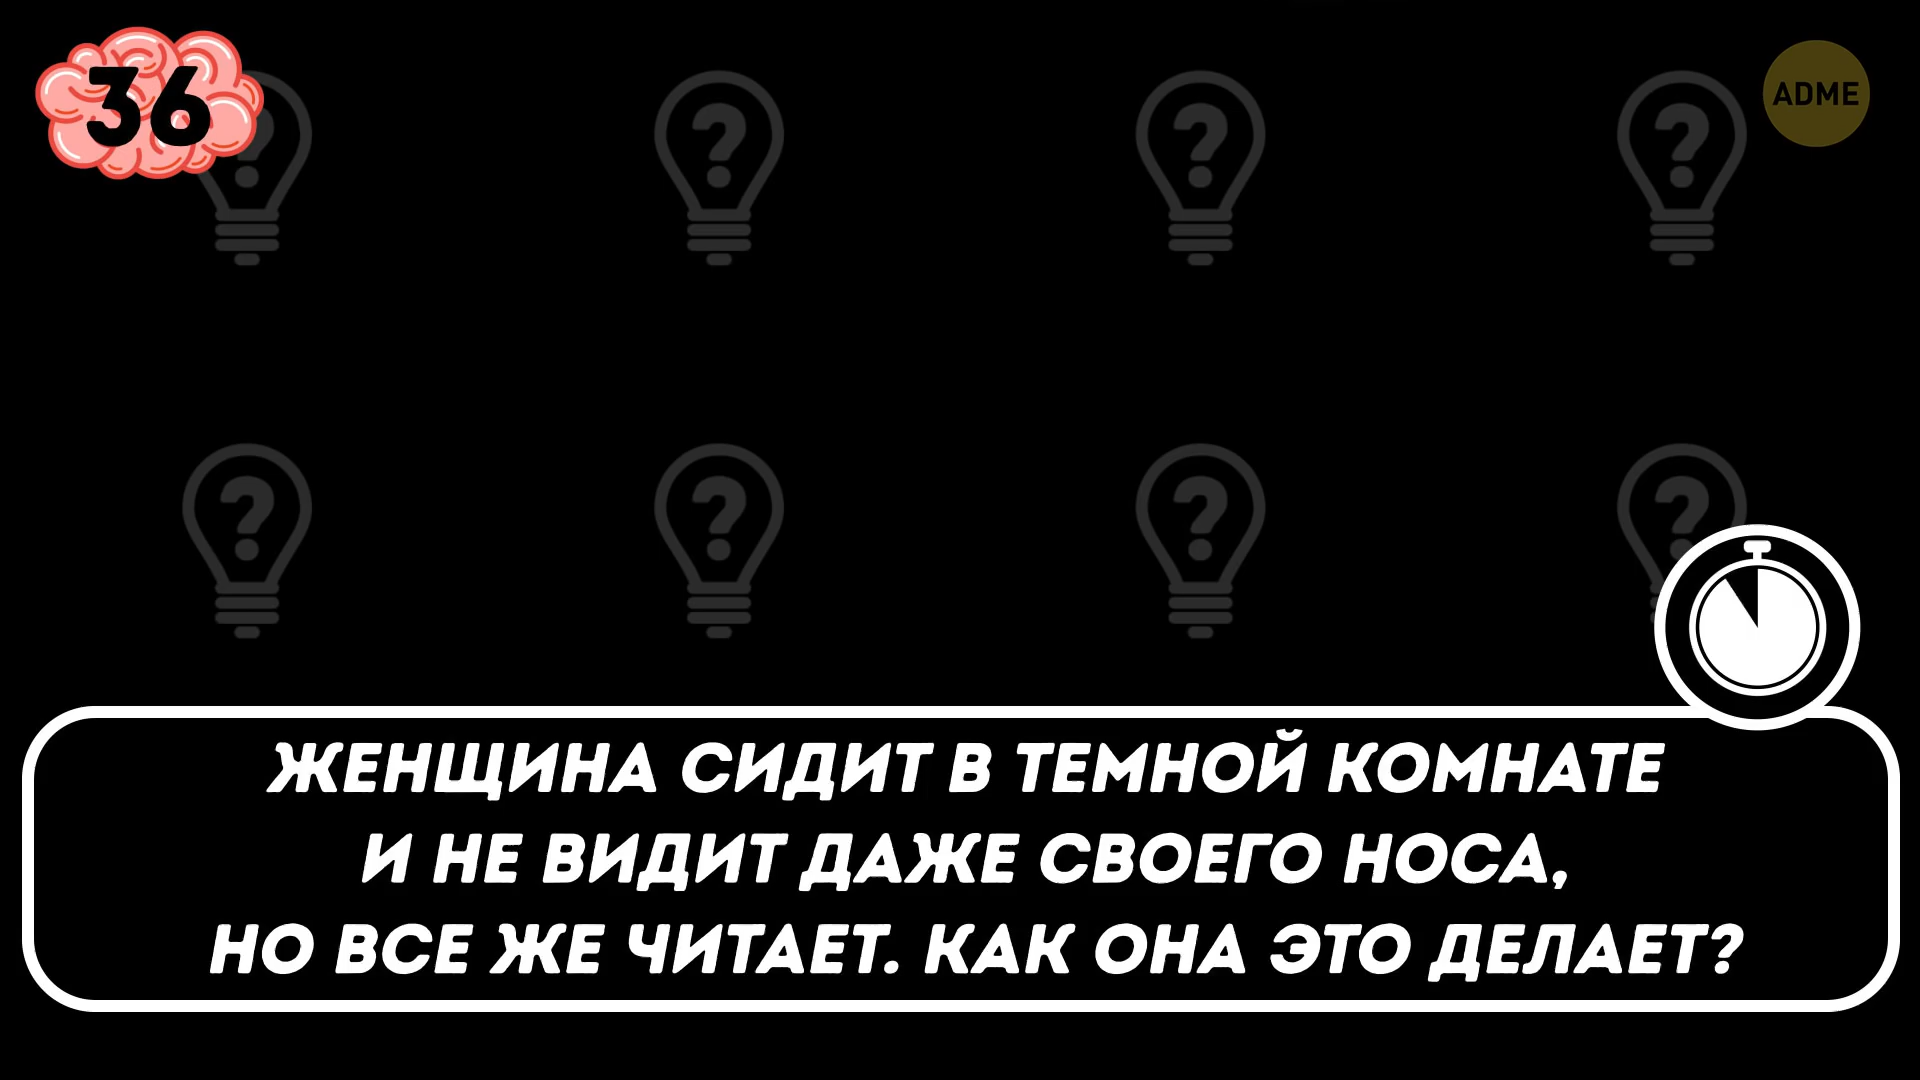 36
ADME
ЖЕНЩИНА СИДИТ В ТЕМНОЙ КОМНАТЕ
И НЕ ВИДИТ ДАЖЕ СВОЕГО НОСА,
НО ВСЕ ЖЕ ЧИТАЕТ. КАК ОНА ЭТО ДЕЛАЕТ?